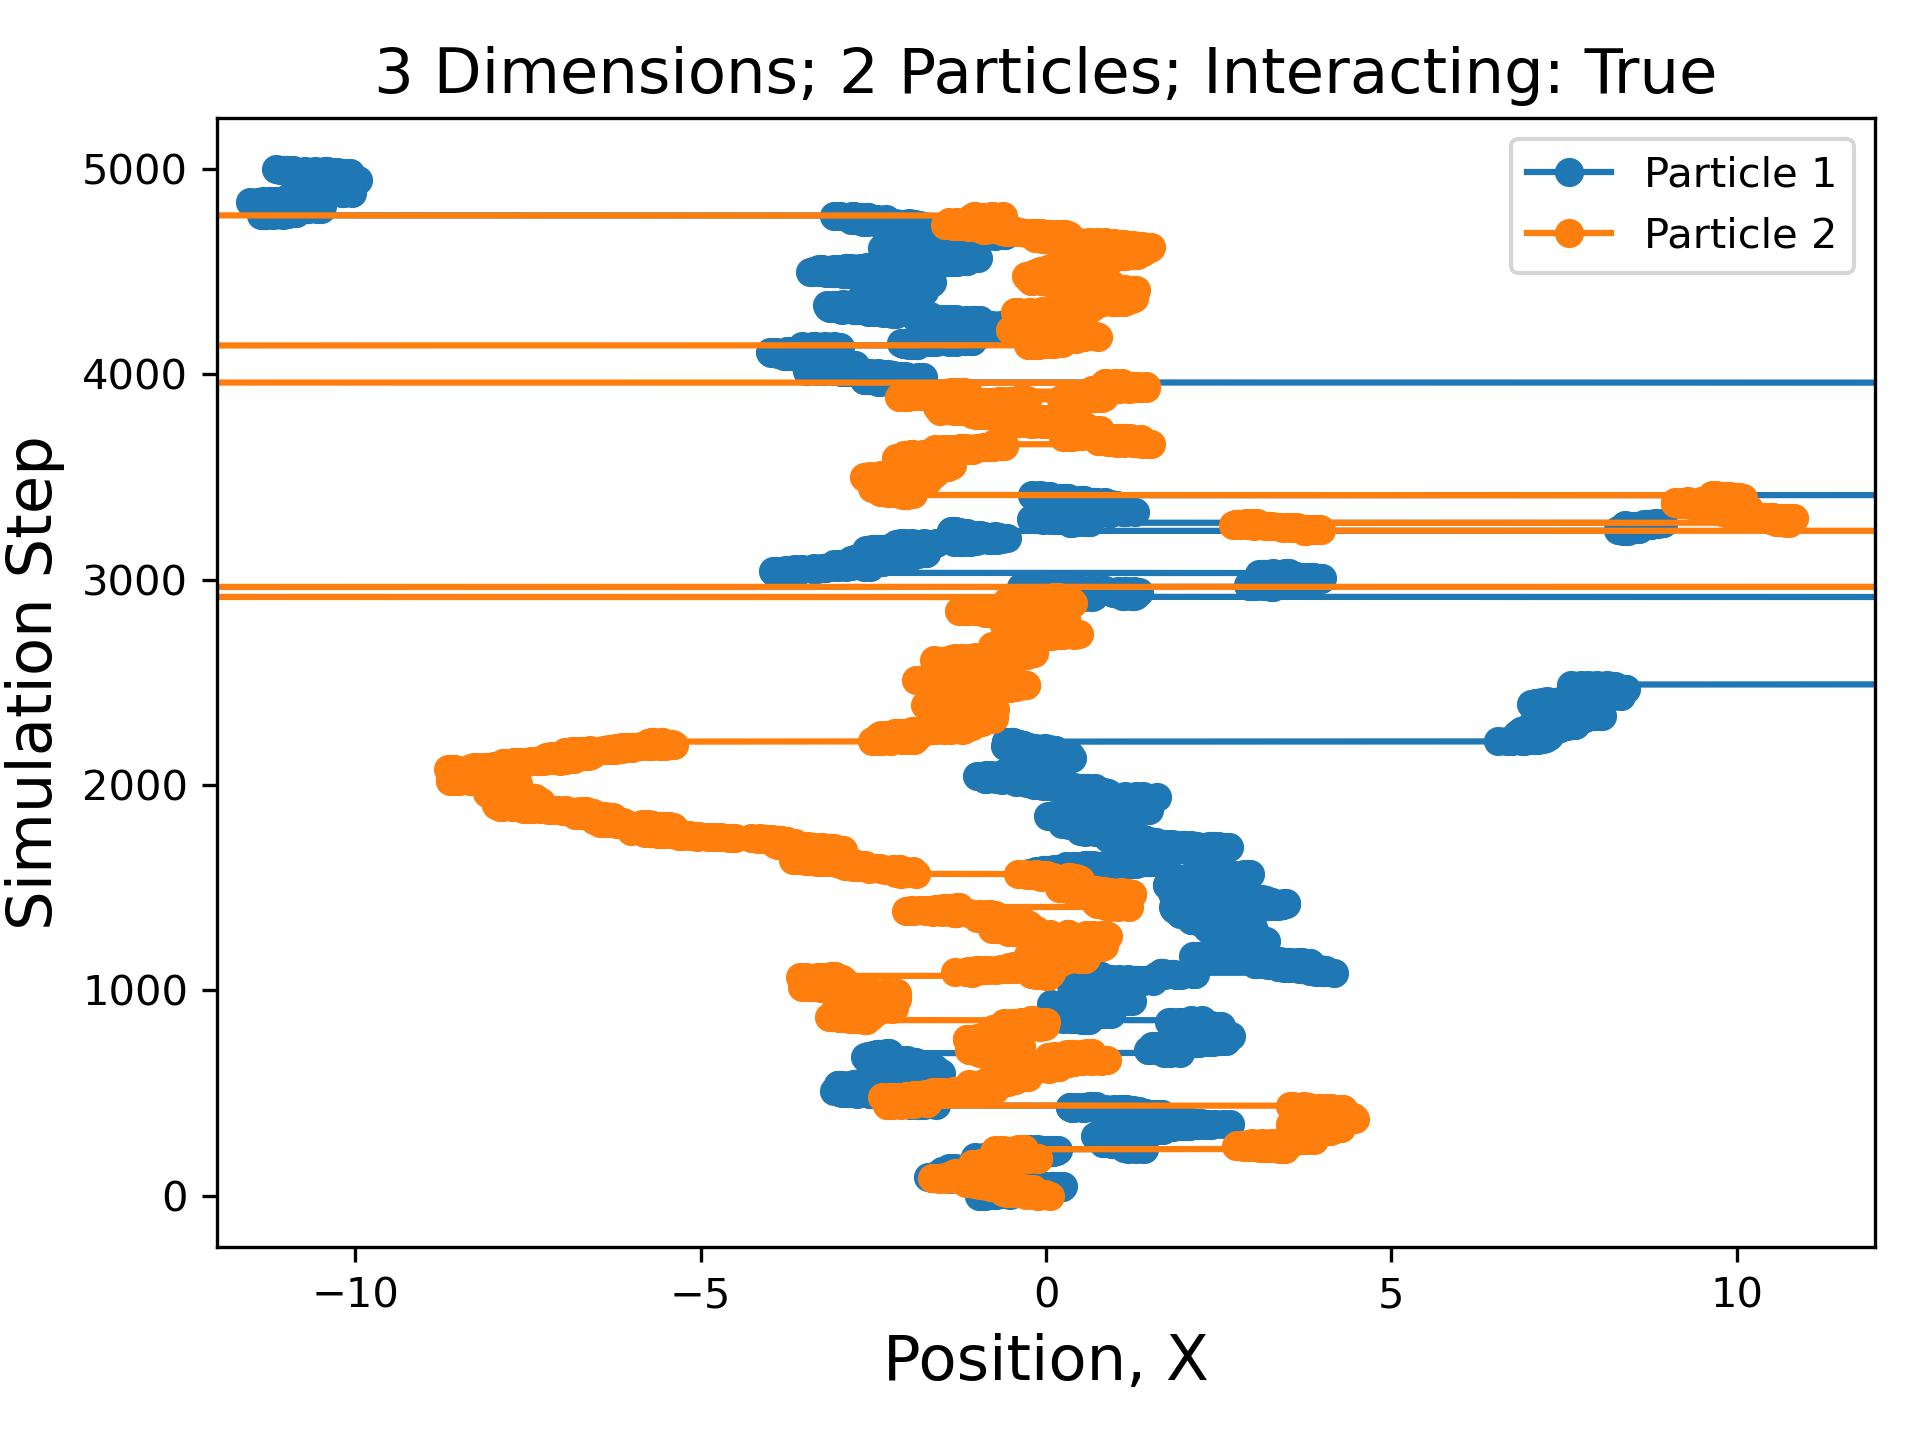 3 Dimensions; 2 Particles; Interacting: True
Particle 1
Particle 2
5000
4000
3000
2000
1000
0
Simulation Step
−10
−5
0
5
10
Position, X